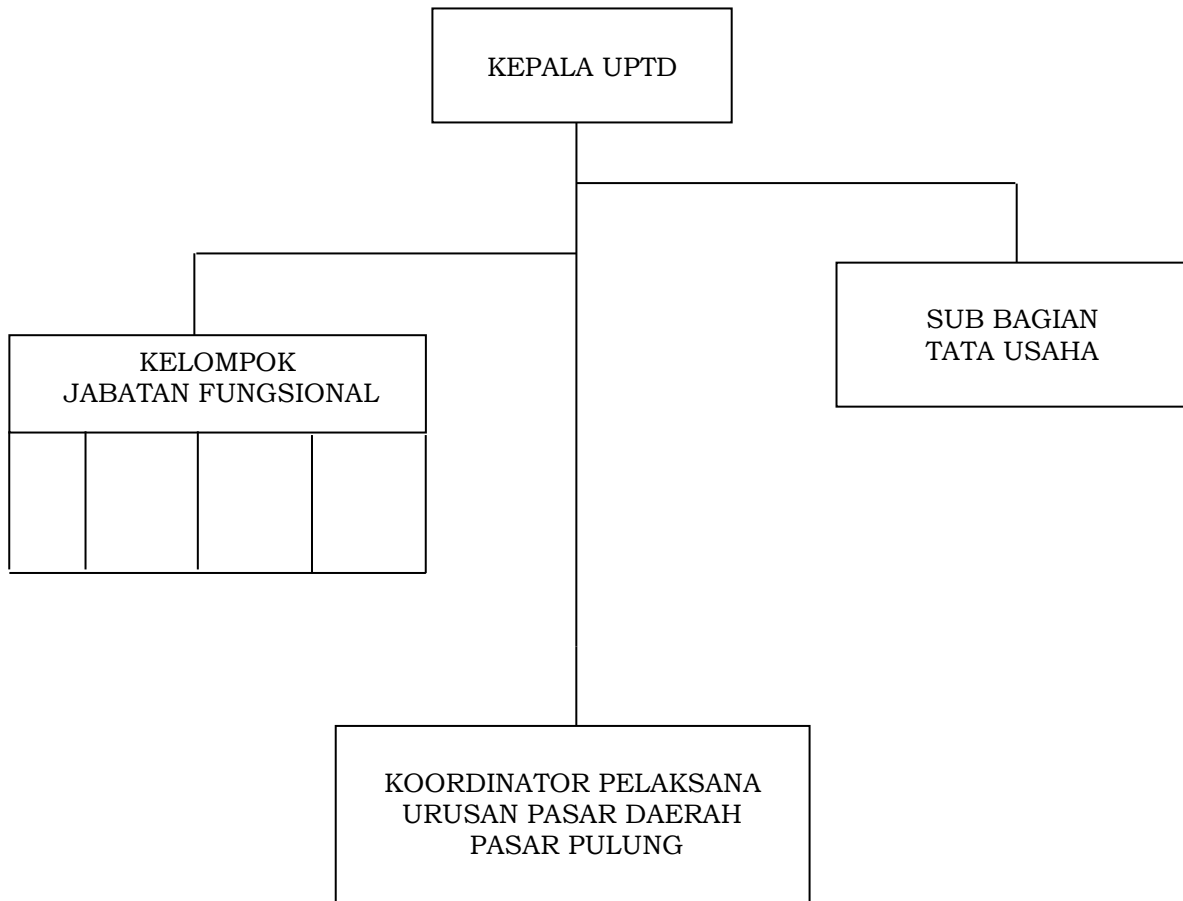 KEPALA UPTD
SUB BAGIAN
TATA USAHA
KELOMPOK
JABATAN FUNGSIONAL
KOORDINATOR PELAKSANA
URUSAN PASAR DAERAH
PASAR PULUNG